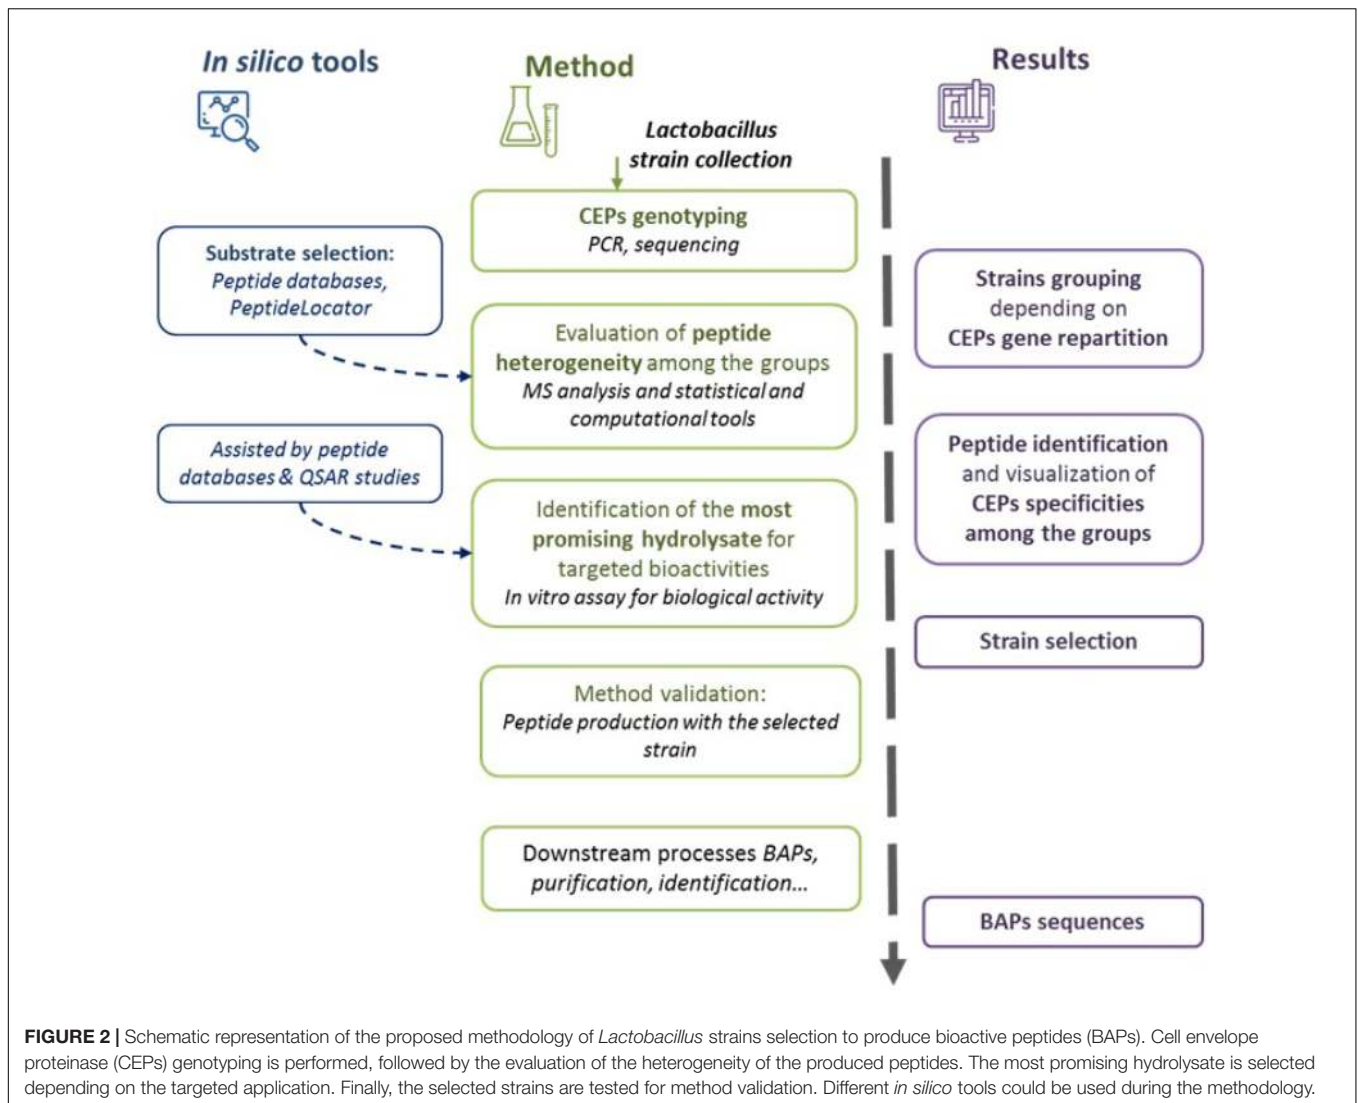 In silico tools
Method
Results
Lactobacillus
strain collection
CEPs genotyping
PCR, sequencing
Substrate selection:
Peptide databases,
PeptideLocator
Strains grouping
depending on
CEPs gene repartition
Evaluation of peptide
heterogeneity among the groups
MS analysis and statistical and
computational tools
Assisted by peptide
databases & QSAR studies
Peptide identification
and visualization of
CEPs specificities
among the groups
Identification of the most
promising hydrolysate for
targeted bioactivities
In vitro assay for biological activity
Strain selection
Method validation:
Peptide production with the selected
strain
Downstream processes BAPs,
purification, identification...
BAPs sequences
FIGURE 2 | Schematic representation of the proposed methodology of Lactobacillus strains selection to produce bioactive peptides (BAPs). Cell envelope
proteinase (CEPs) genotyping is performed, followed by the evaluation of the heterogeneity of the produced peptides. The most promising hydrolysate is selected
depending on the targeted application. Finally, the selected strains are tested for method validation. Different in silico tools could be used during the methodology.